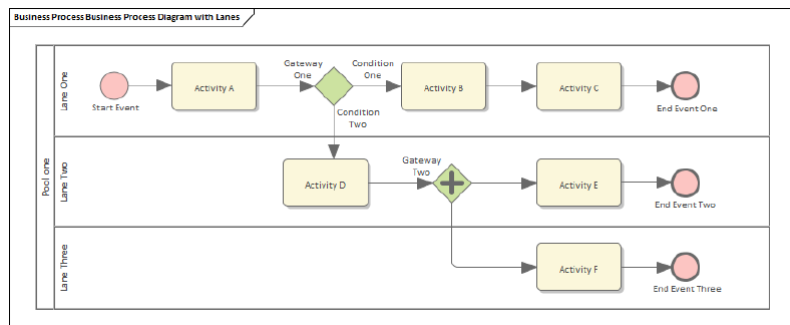 Business Process Business Process Diagram with Lanes
Pool one
Lane One
Start Event
Activity A
Gateway
One
Condition
One
Condition
Two
Activity B
Activity C
End Event One
Lane Two
Activity D
Gateway
Two
Activity E
End Event Two
Lane Three
Activity F
End Event Three